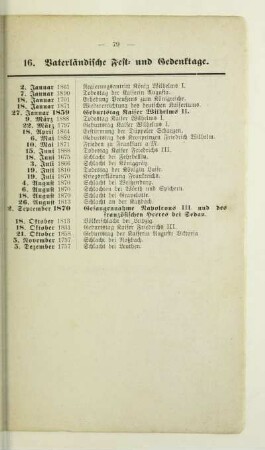 — 79 —
16. Vaterländische Fest- und Gedenktage.
2. Januar 1861 Regierungsantritt König Wilhelms I.
7. Januar 1890 Todestag der Kaiserin Augusta.
18. Januar 1701 Erhebung Preußens zum Königreiche.
18. Januar 1871 Wiedererrichtung des deutschen Kaisertums.
27. Januar 1859 Geburtstag Kaiser Wilhelms II.
9. März 1888 Todestag Kaiser Wilhelms I.
22. März 1797 Geburtstag Kaiser Wilhelms I.
18. April 1864 Erstürmung der Düppeler Schanzen.
6. Mai 1882 Geburtstag des Kronprinzen Friedrich Wilhelm.
10. Mai 1871 Frieden zu Frankfurt a. M.
15. Juni 1888 Todestag Kaiser Friedrichs III.
18. Juni 1675 Schlacht bei Fehrbellin.
3. Juli 1866 Schlacht bei Königgrätz.
19. Juli 1810 Todestag der Königin Luise.
19. Juli 1870 Kriegserklärung Frankreichs.
4. August 1870 Schlacht bei Weißenburg.
6. August 1870 Schlachten bei Wörth und Spichern.
18. August 1870 Schlacht bei Gravelotte.
26. August 1813 Schlacht an der Katzbach.
2. September 1870 Gefangennahme Napoleons III. und des
französischen Heeres bei Sedan.
18. Oktober 1813 Völkerschlacht bei Leipzig.
18. Oktober 1831 Geburtstag Kaiser Friedrichs III.
21. Oktober 1858 Geburtstag der Kaiserin Auguste Viktoria.
5. November 1757 Schlacht bei Roßbach.
5. Dezember 1757 Schlacht bei Leuthen.